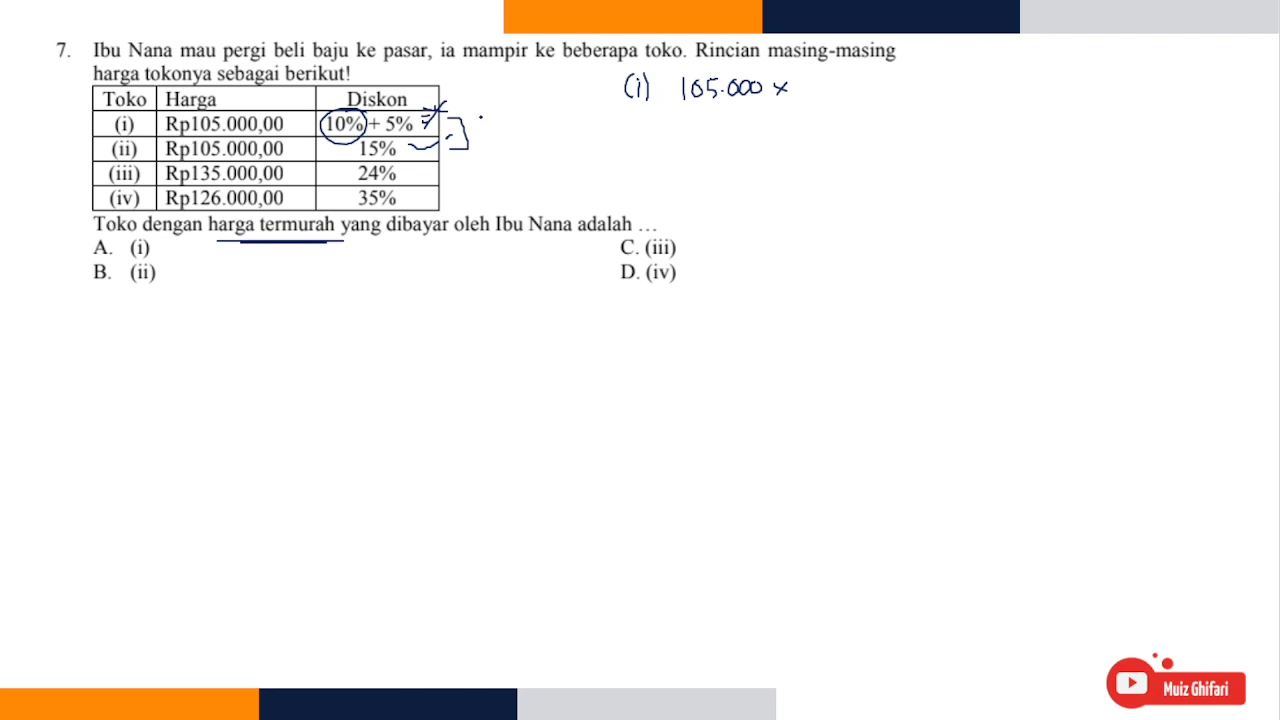 7. Ibu Nana mau pergi beli baju ke pasar, ia mampir ke beberapa toko. Rincian masing-masing
harga tokonya sebagai berikut!
(i) 105.000 ×
Toko Harga Diskon
(i) Rp105.000,00 10% + 5%
(ii) Rp105.000,00 15%
(iii) Rp135.000,00 24%
(iv) Rp126.000,00 35%
Toko dengan harga termurah yang dibayar oleh Ibu Nana adalah …
A. (i) C. (iii)
B. (ii) D. (iv)
Muiz Ghifari